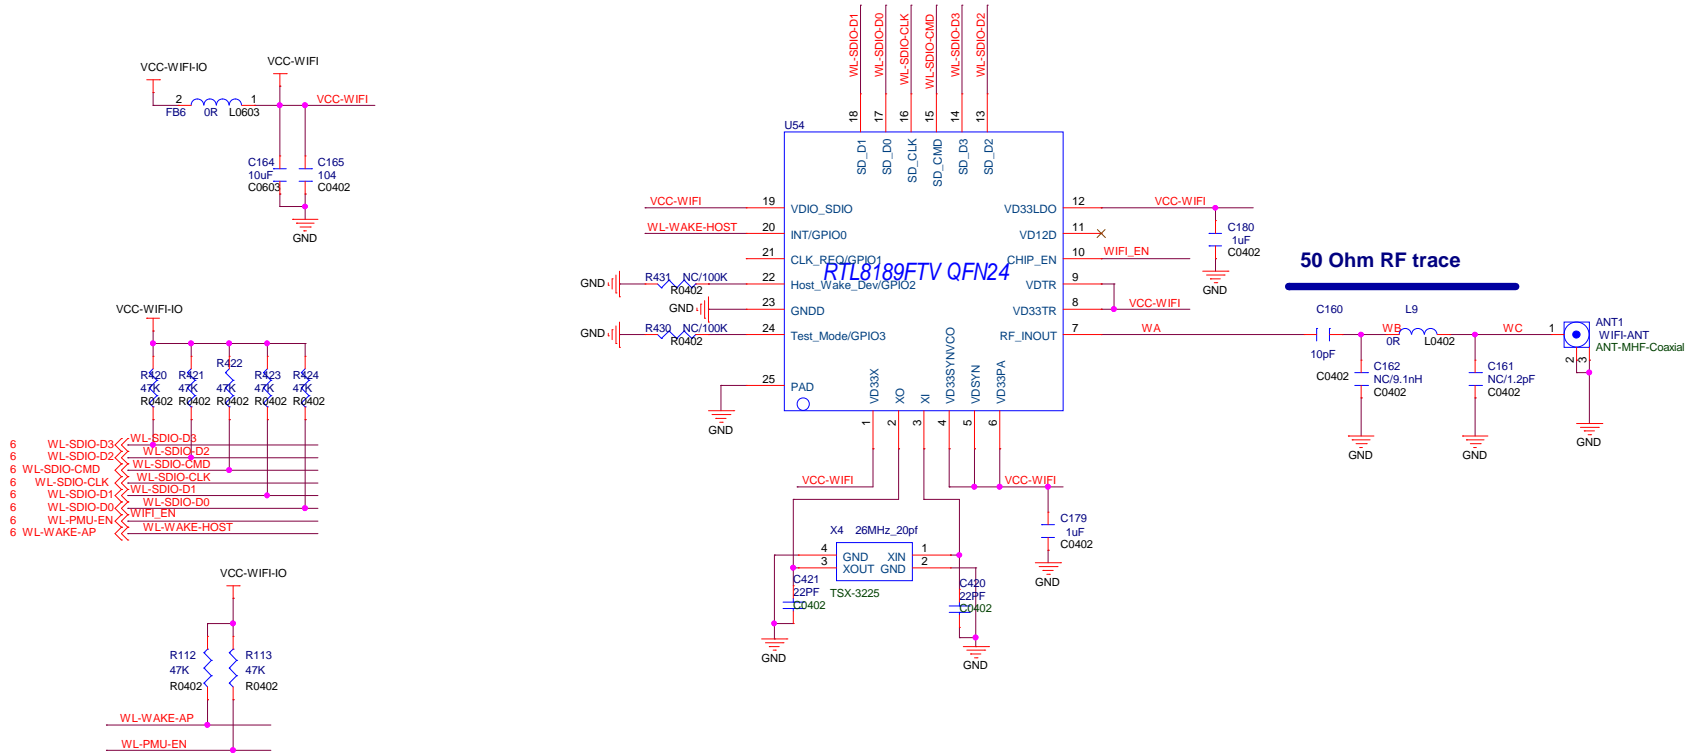 VCC-WIFI-IO
VCC-WIFI
2
1
VCC-WIFI
FB6
0R
L0603
C164
10uF
C0603
C165
104
C0402
GND
VCC-WIFI-IO
R420
47K
R0402
R421
47K
R0402
R422
47K
R0402
R423
47K
R0402
R424
47K
R0402
6 WL-SDIO-D3 WL-SDIO-D3
6 WL-SDIO-D2 WL-SDIO-D2
6 WL-SDIO-CMD WL-SDIO-CMD
6 WL-SDIO-CLK WL-SDIO-CLK
6 WL-SDIO-D1 WL-SDIO-D1
6 WL-SDIO-D0 WL-SDIO-D0
6 WL-PMU-EN WIFI_EN
6 WL-WAKE-AP WL-WAKE-HOST
VCC-WIFI-IO
R112
47K
R0402
R113
47K
R0402
WL-WAKE-AP
WL-PMU-EN
WL-SDIO-D1
WL-SDIO-D0
WL-SDIO-CLK
WL-SDIO-CMD
WL-SDIO-D3
WL-SDIO-D2
18
17
16
15
14
13
U54
SD_D1
SD_D0
SD_CLK
SD_CMD
SD_D3
SD_D2
VCC-WIFI 19 VDIO_SDIO
WL-WAKE-HOST 20 INT/GPIO0
21 CLK_REQ/GPIO1
GND R431 NC/100K 22 Host_Wake_Dev/GPIO2
R0402
GND 23 GNDD
GND R430 NC/100K 24 Test_Mode/GPIO3
R0402
25 PAD
GND
RTL8189FTV QFN24
VD33LDO 12 VCC-WIFI
VD12D 11
CHIP_EN 10 WIFI_EN
VDTR 9
VD33TR 8 VCC-WIFI
RF_INOUT 7 WA
C180
1uF
C0402
GND
VD33X
XO
XI
VD33SYNVCO
VDSYN
VD33PA
1
2
3
4
5
6
VCC-WIFI
VCC-WIFI
C179
1uF
C0402
GND
X4 26MHz_20pf
4 GND XIN 1
3 XOUT GND 2
TSX-3225
C421
22PF
C0402
C420
22PF
C0402
GND
GND
50 Ohm RF trace
C160
10pF
C0402
WB
L9
0R
L0402
WC
C162
NC/9.1nH
C0402
GND
C161
NC/1.2pF
C0402
GND
1
ANT1
WIFI-ANT
ANT-MHF-Coaxial
2
3
GND